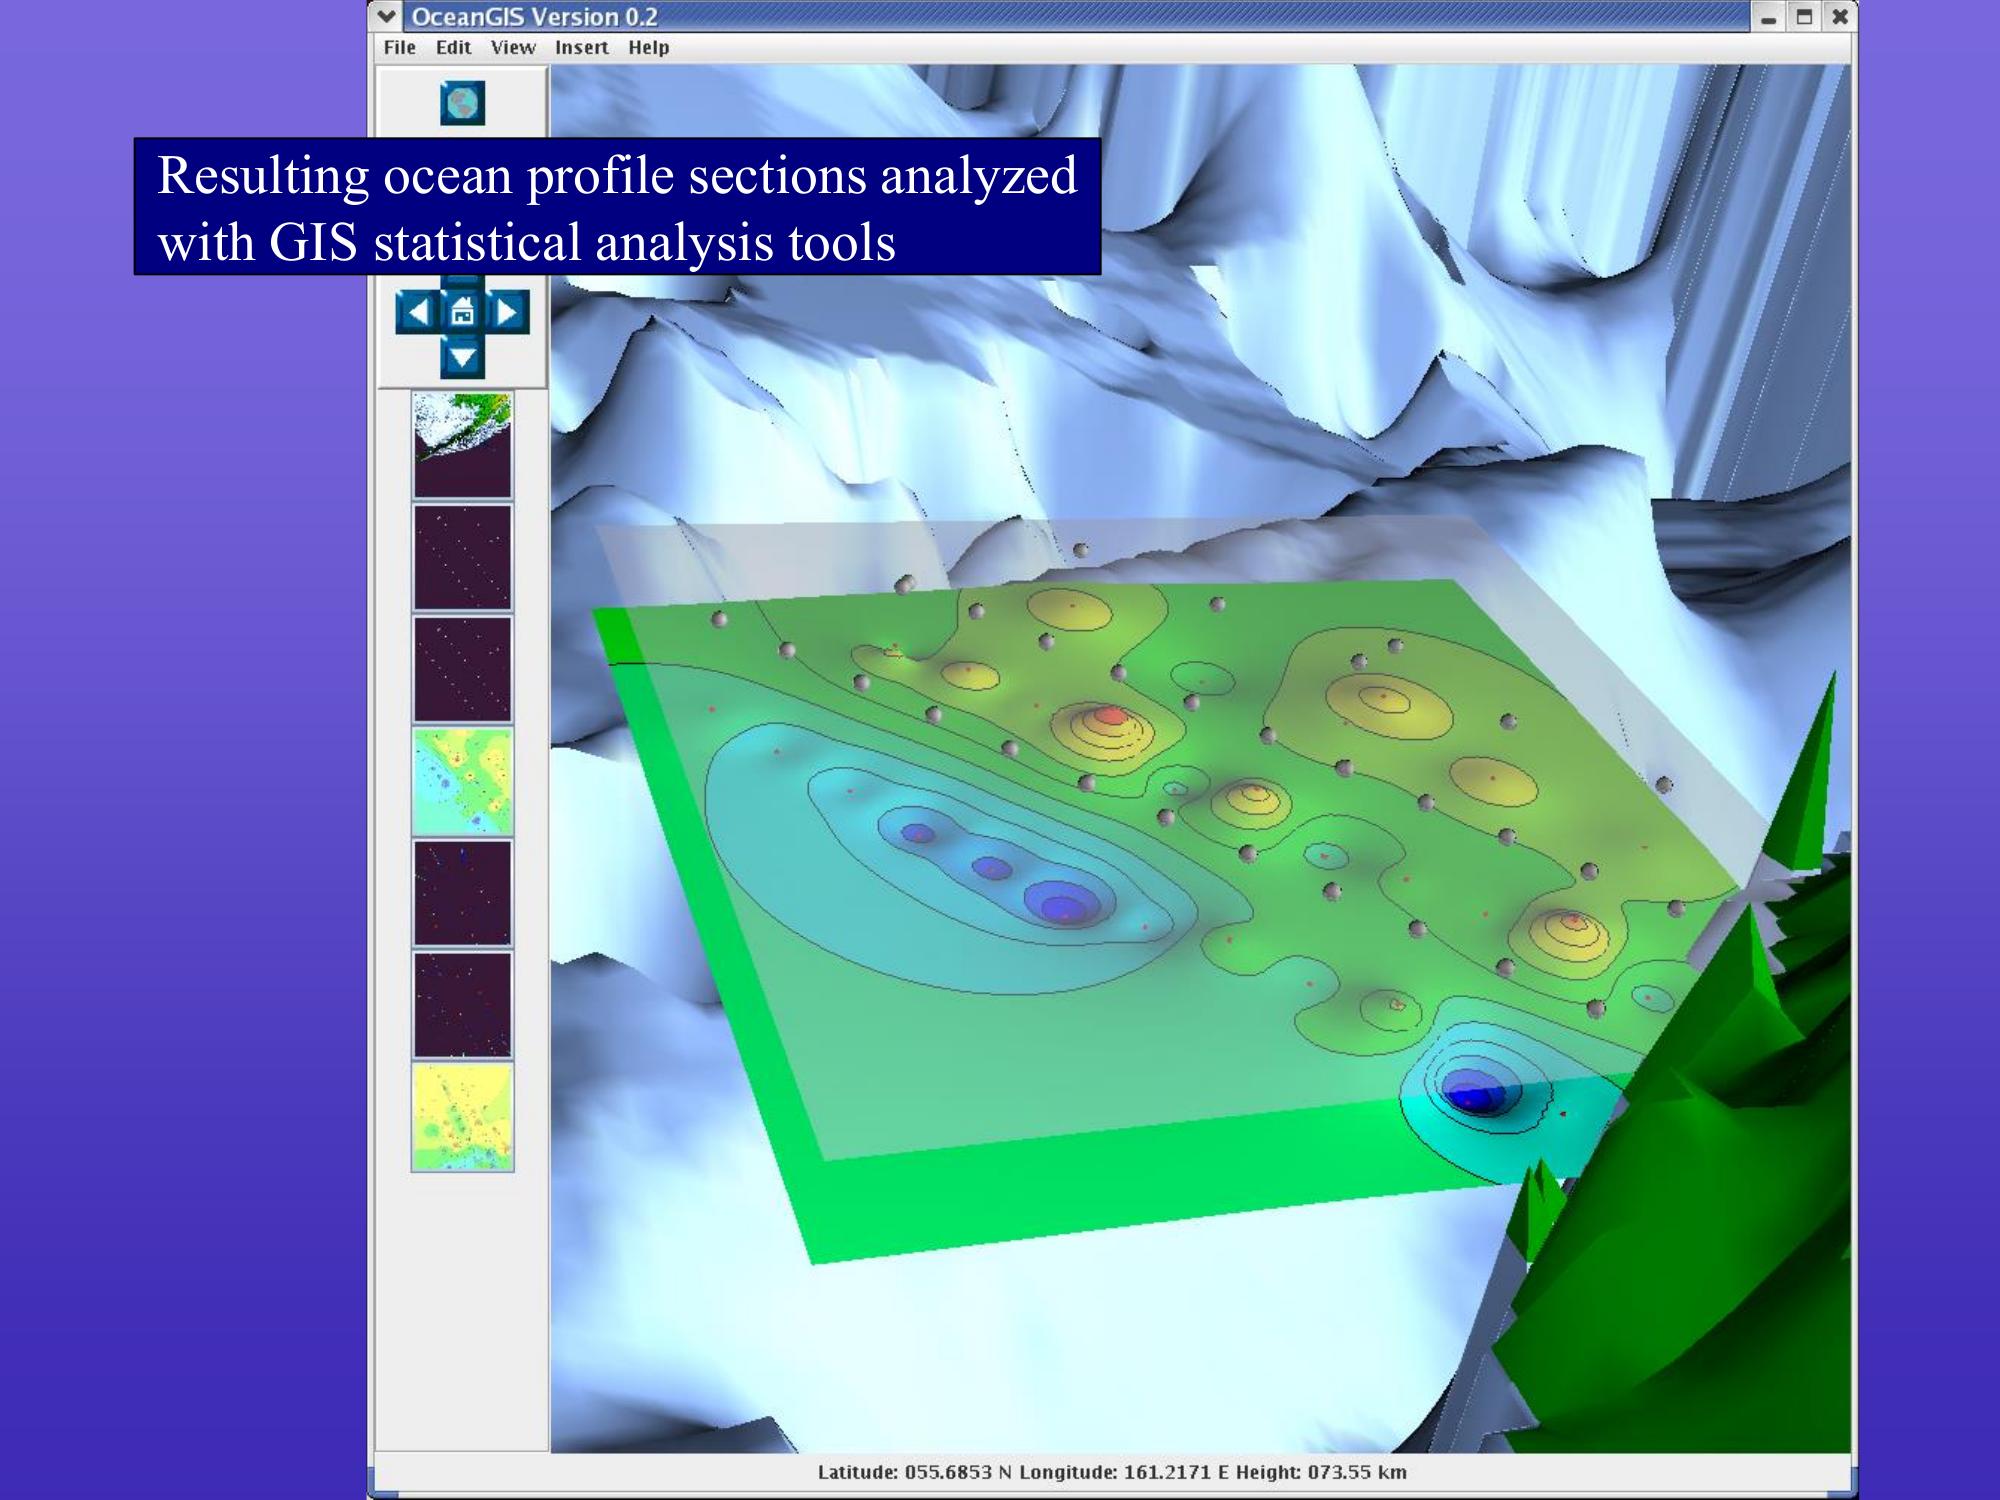 OceanGIS Version 0.2
File Edit View Insert Help
Resulting ocean profile sections analyzed
with GIS statistical analysis tools
Latitude: 055.6853 N Longitude: 161.2171 E Height: 073.55 km